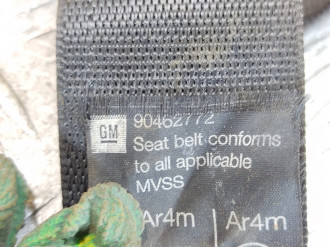 90462772
GM
Seat belt conforms
to all applicable
MVSS
Ar4m Ar4m